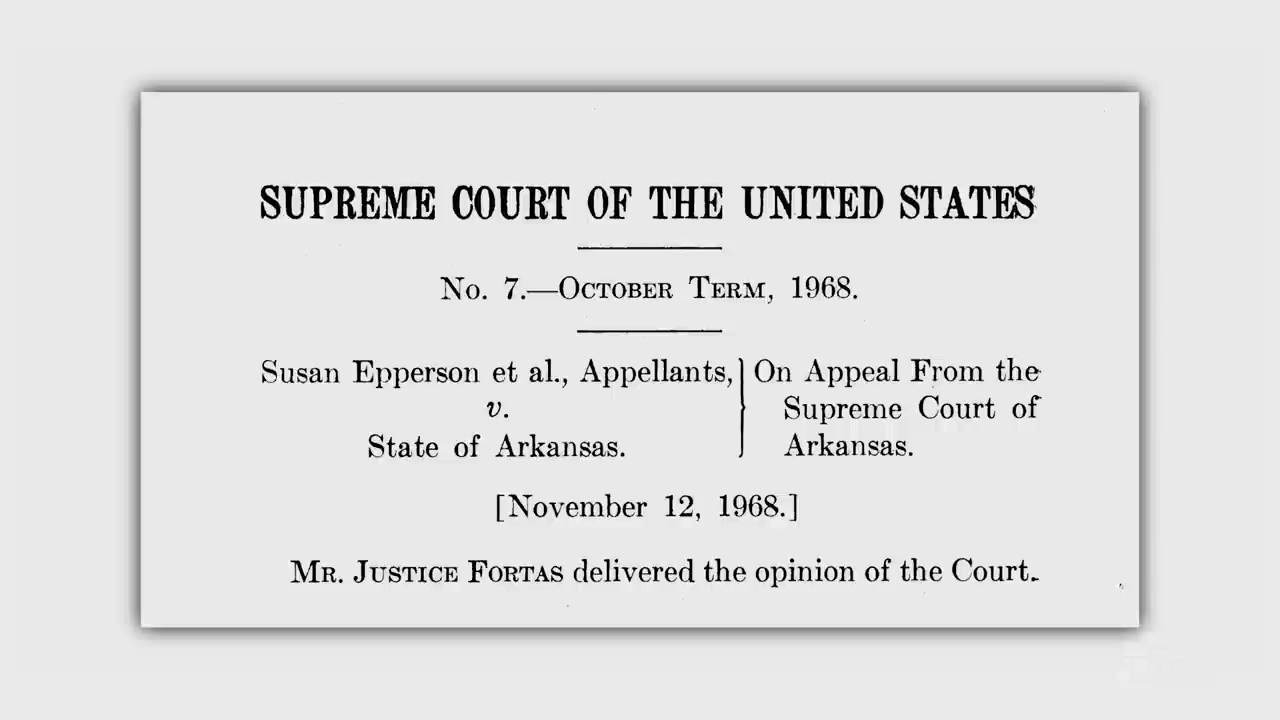 SUPREME COURT OF THE UNITED STATES
No. 7.—OCTOBER TERM, 1968.
Susan Epperson et al., Appellants,
v.
State of Arkansas.
On Appeal From the
Supreme Court of
Arkansas.
[November 12, 1968.]
MR. JUSTICE FORTAS delivered the opinion of the Court.